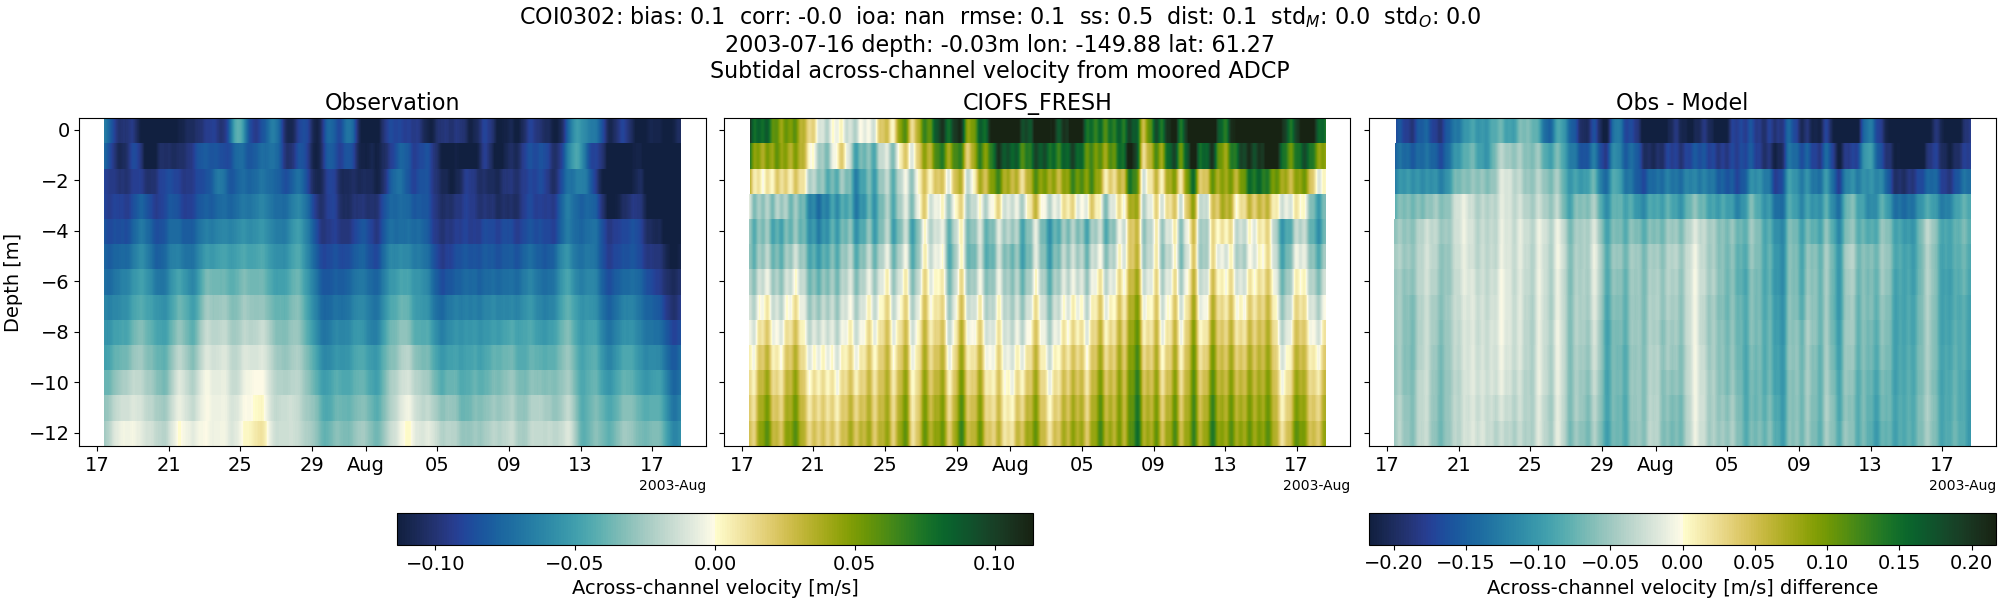 COI0302: bias: 0.1 corr: -0.0 ioa: nan rmse: 0.1 ss: 0.5 dist: 0.1 std_M: 0.0 std_O: 0.0
2003-07-16 depth: -0.03m lon: -149.88 lat: 61.27
Subtidal across-channel velocity from moored ADCP
Observation
CIOFS_FRESH
Obs - Model
Depth [m]
0
−2
−4
−6
−8
−10
−12
17 21 25 29 Aug 05 09 13 17
2003-Aug
17 21 25 29 Aug 05 09 13 17
2003-Aug
17 21 25 29 Aug 05 09 13 17
2003-Aug
−0.10 −0.05 0.00 0.05 0.10
Across-channel velocity [m/s]
−0.20 −0.15 −0.10 −0.05 0.00 0.05 0.10 0.15 0.20
Across-channel velocity [m/s] difference